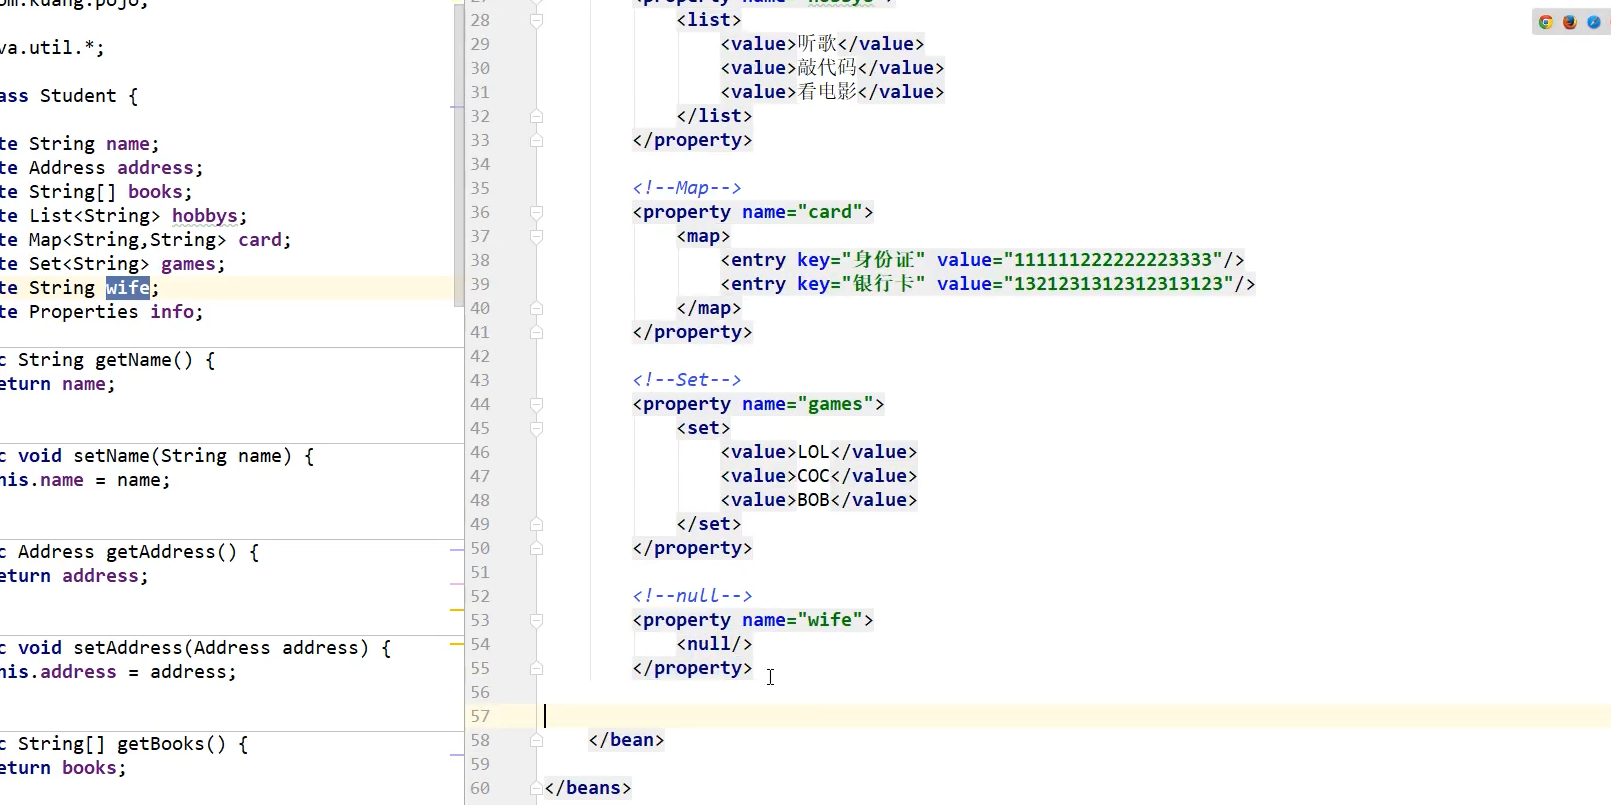 om.kuang.pojo;
va.util.*;
ass Student {
te String name;
te Address address;
te String[] books;
te List<String> hobbys;
te Map<String,String> card;
te Set<String> games;
te String wife;
te Properties info;
c String getName() {
eturn name;
c void setName(String name) {
his.name = name;
c Address getAddress() {
eturn address;
c void setAddress(Address address) {
his.address = address;
c String[] getBooks() {
eturn books;
27 <property name="hobbys">
28 <list>
29 <value>听歌</value>
30 <value>敲代码</value>
31 <value>看电影</value>
32 </list>
33 </property>
34
35 <!--Map-->
36 <property name="card">
37 <map>
38 <entry key="身份证" value="111111222222223333"/>
39 <entry key="银行卡" value="1321231312312313123"/>
40 </map>
41 </property>
42
43 <!--Set-->
44 <property name="games">
45 <set>
46 <value>LOL</value>
47 <value>COC</value>
48 <value>BOB</value>
49 </set>
50 </property>
51
52 <!--null-->
53 <property name="wife">
54 <null/>
55 </property>
56
57
58 </bean>
59
60 </beans>